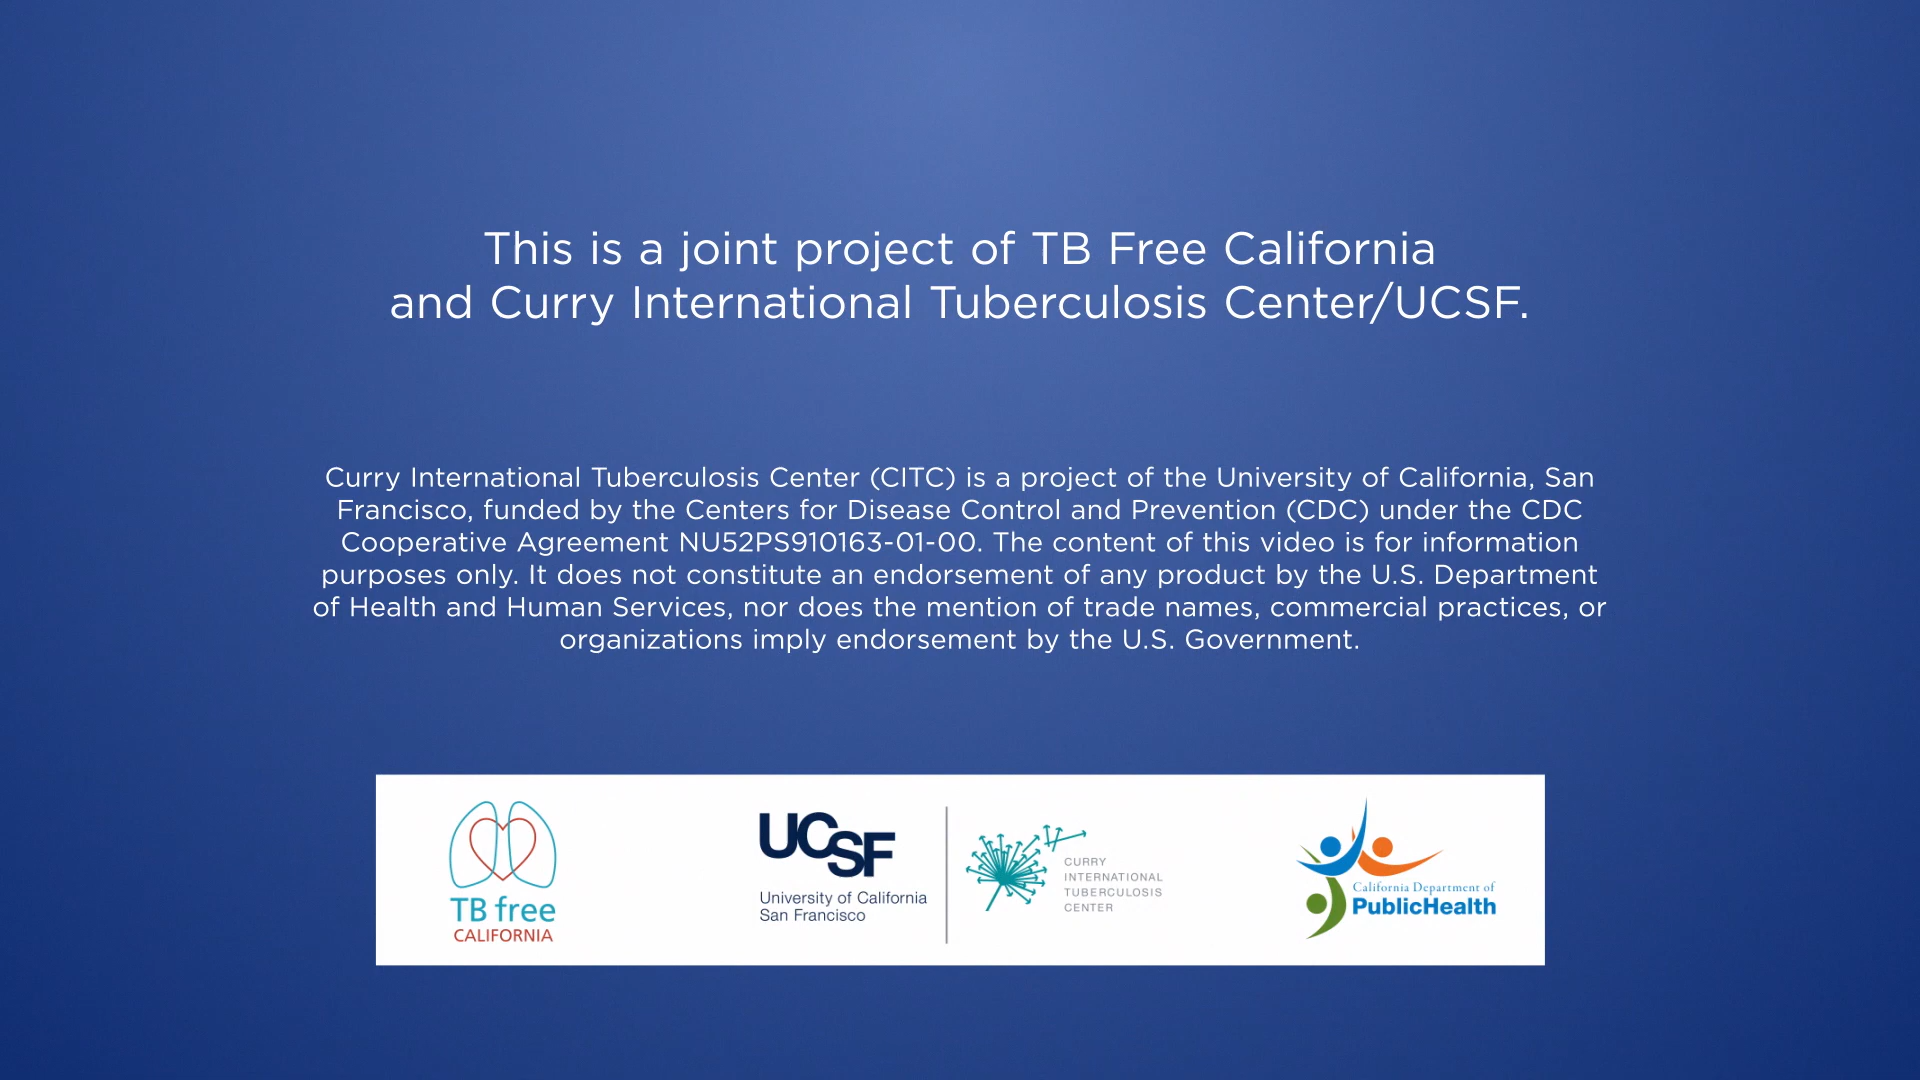 This is a joint project of TB Free California
and Curry International Tuberculosis Center/UCSF.
Curry International Tuberculosis Center (CITC) is a project of the University of California, San
Francisco, funded by the Centers for Disease Control and Prevention (CDC) under the CDC
Cooperative Agreement NU52PS910163-01-00. The content of this video is for information
purposes only. It does not constitute an endorsement of any product by the U.S. Department
of Health and Human Services, nor does the mention of trade names, commercial practices, or
organizations imply endorsement by the U.S. Government.
TB free
CALIFORNIA
UCSF
University of California
San Francisco
CURRY
INTERNATIONAL
TUBERCULOSIS
CENTER
California Department of
PublicHealth